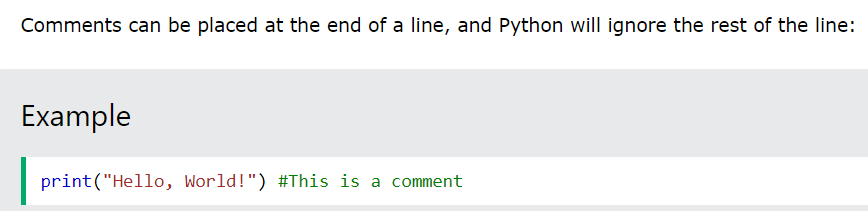 Comments can be placed at the end of a line, and Python will ignore the rest of the line:
Example
print("Hello, World!") #This is a comment